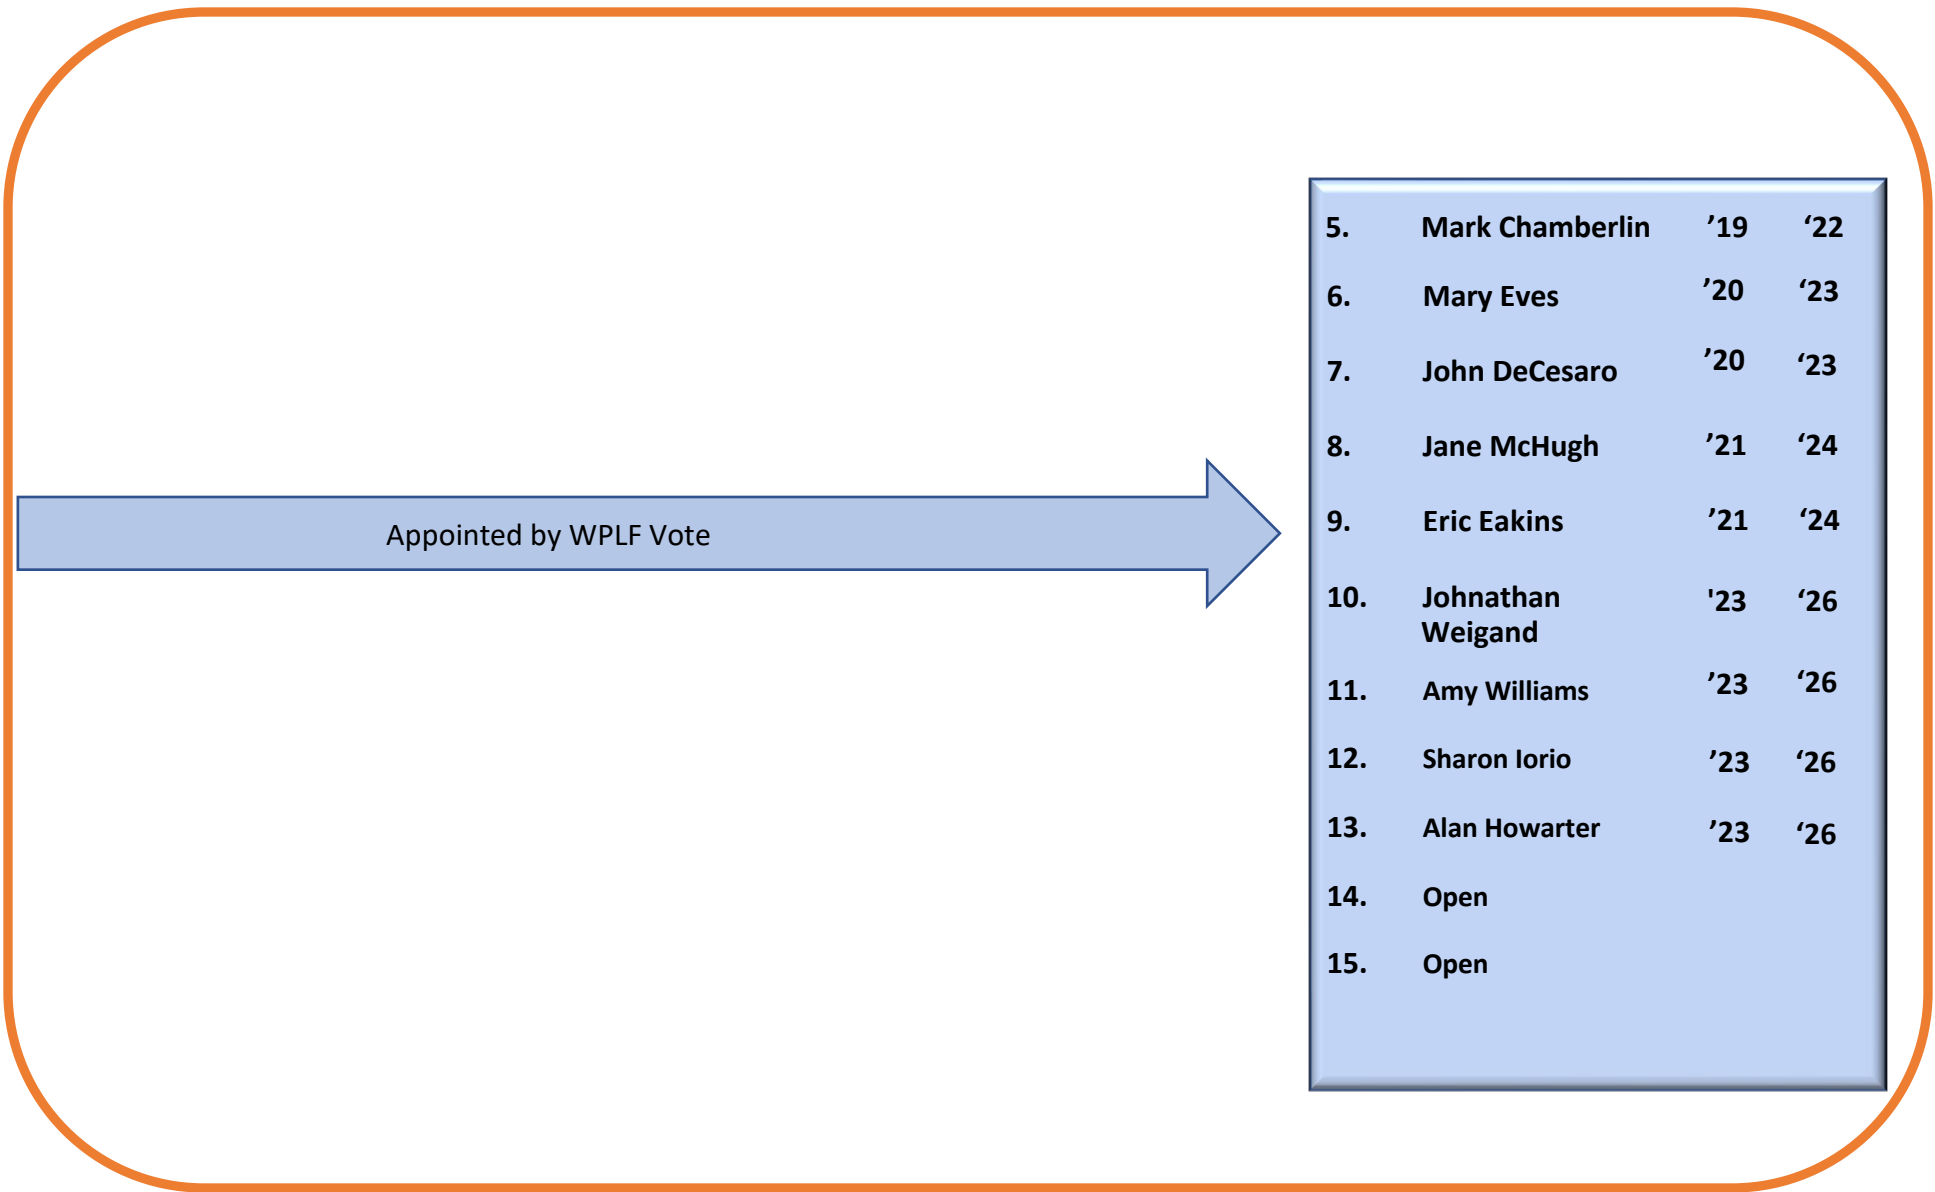 5. Mark Chamberlin ’19 ‘22
6. Mary Eves ’20 ‘23
7. John DeCesaro ’20 ‘23
8. Jane McHugh ’21 ‘24
Appointed by WPLF Vote
9. Eric Eakins ’21 ‘24
10. Johnathan '23 ‘26
Weigand
11. Amy Williams ’23 ‘26
12. Sharon Iorio ’23 ‘26
13. Alan Howarter ’23 ‘26
14. Open
15. Open